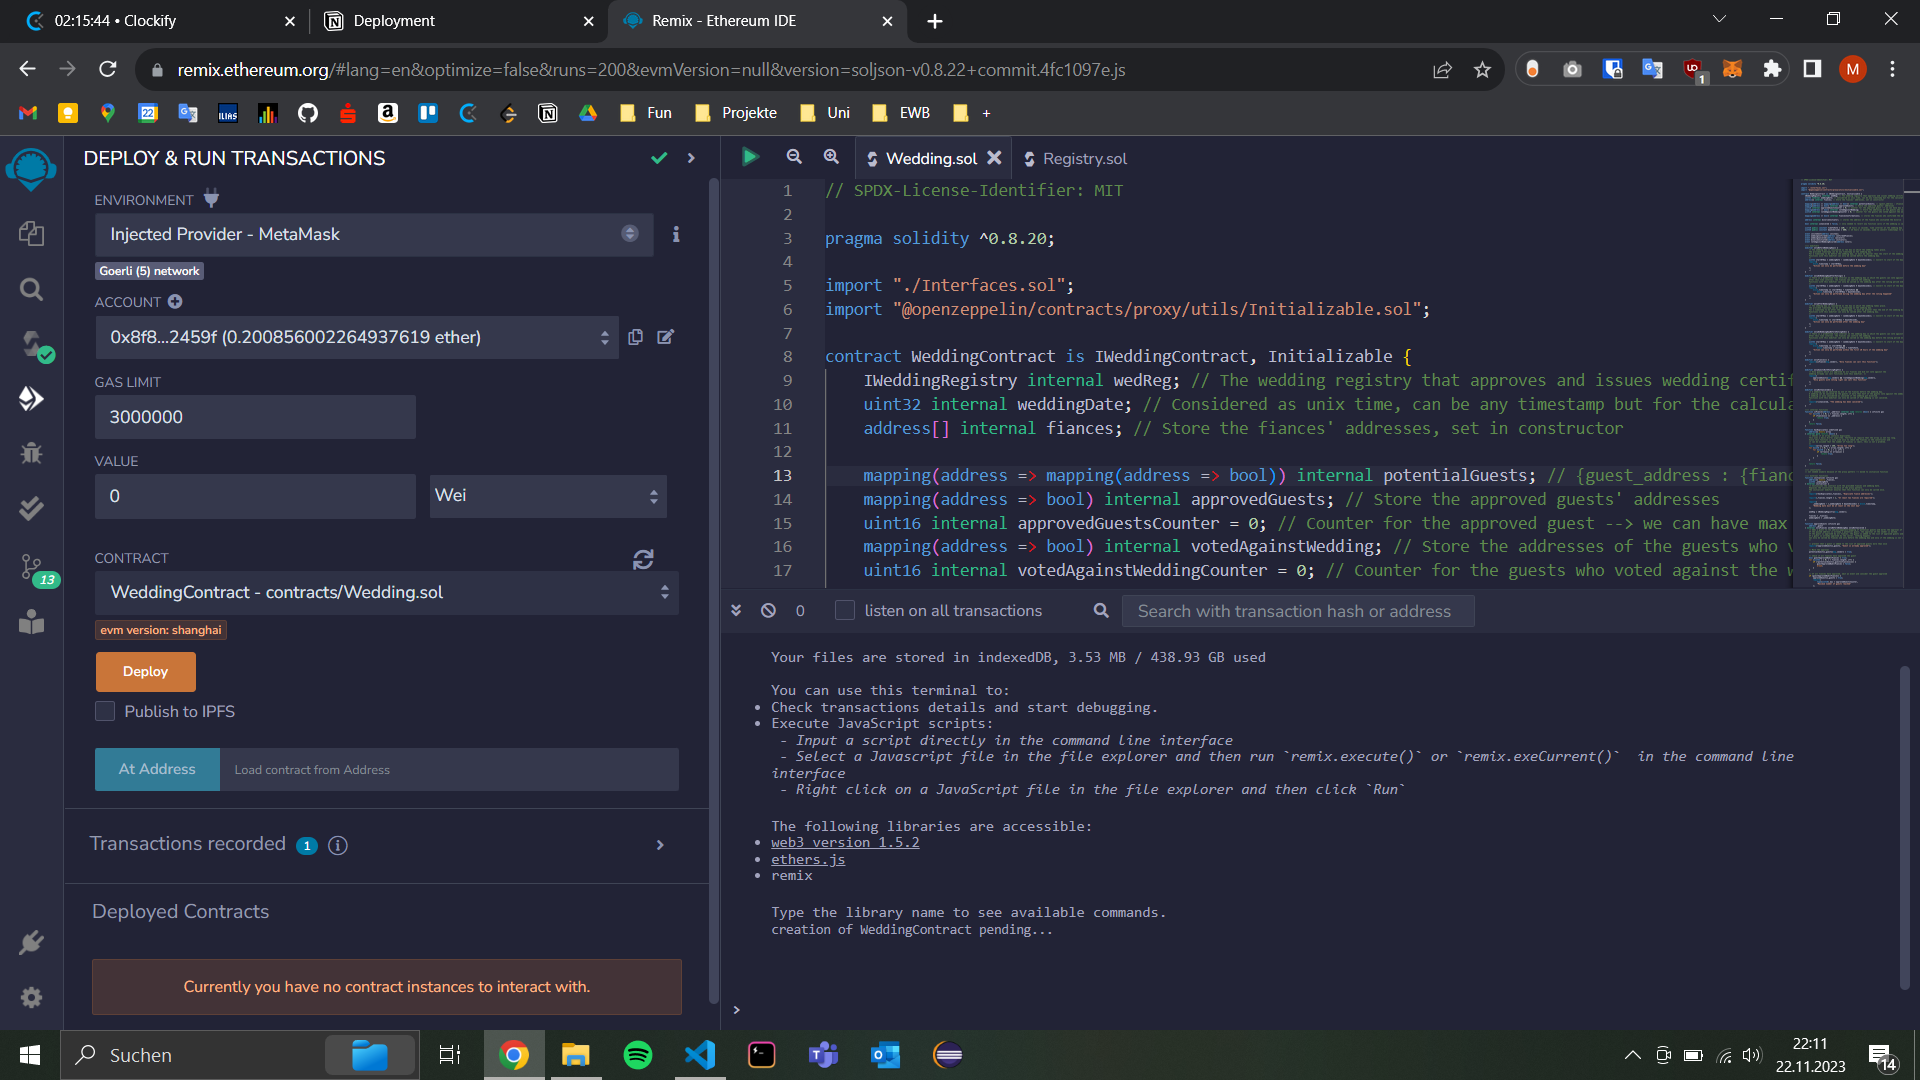 02:15:44 • Clockify
Deployment
Remix - Ethereum IDE
remix.ethereum.org/#lang=en&optimize=false&runs=200&evmVersion=null&version=soljson-v0.8.22+commit.4fc1097e.js
1
M
22
ILIAS
Fun
Projekte
Uni
EWB
+
DEPLOY & RUN TRANSACTIONS
ENVIRONMENT
Injected Provider - MetaMask
Goerli (5) network
ACCOUNT
0x8f8...2459f (0.200856002264937619 ether)
GAS LIMIT
3000000
VALUE
0
Wei
CONTRACT
WeddingContract - contracts/Wedding.sol
evm version: shanghai
Deploy
Publish to IPFS
At Address
Load contract from Address
Transactions recorded 1
Deployed Contracts
Currently you have no contract instances to interact with.
13
Wedding.sol
Registry.sol
1 // SPDX-License-Identifier: MIT
2
3 pragma solidity ^0.8.20;
4
5 import "./Interfaces.sol";
6 import "@openzeppelin/contracts/proxy/utils/Initializable.sol";
7
8 contract WeddingContract is IWeddingContract, Initializable {
9 IWeddingRegistry internal wedReg; // The wedding registry that approves and issues wedding certif
10 uint32 internal weddingDate; // Considered as unix time, can be any timestamp but for the calcula
11 address[] internal fiances; // Store the fiances' addresses, set in constructor
12
13 mapping(address => mapping(address => bool)) internal potentialGuests; // {guest_address : {fianc
14 mapping(address => bool) internal approvedGuests; // Store the approved guests' addresses
15 uint16 internal approvedGuestsCounter = 0; // Counter for the approved guest --> we can have max
16 mapping(address => bool) internal votedAgainstWedding; // Store the addresses of the guests who v
17 uint16 internal votedAgainstWeddingCounter = 0; // Counter for the guests who voted against the w
0
listen on all transactions
Search with transaction hash or address
Your files are stored in indexedDB, 3.53 MB / 438.93 GB used
You can use this terminal to:
• Check transactions details and start debugging.
• Execute JavaScript scripts:
- Input a script directly in the command line interface
- Select a Javascript file in the file explorer and then run `remix.execute()` or `remix.exeCurrent()` in the command line
interface
- Right click on a JavaScript file in the file explorer and then click `Run`
The following libraries are accessible:
• web3 version 1.5.2
• ethers.js
• remix
Type the library name to see available commands.
creation of WeddingContract pending...
>
Suchen
22:11
22.11.2023
14